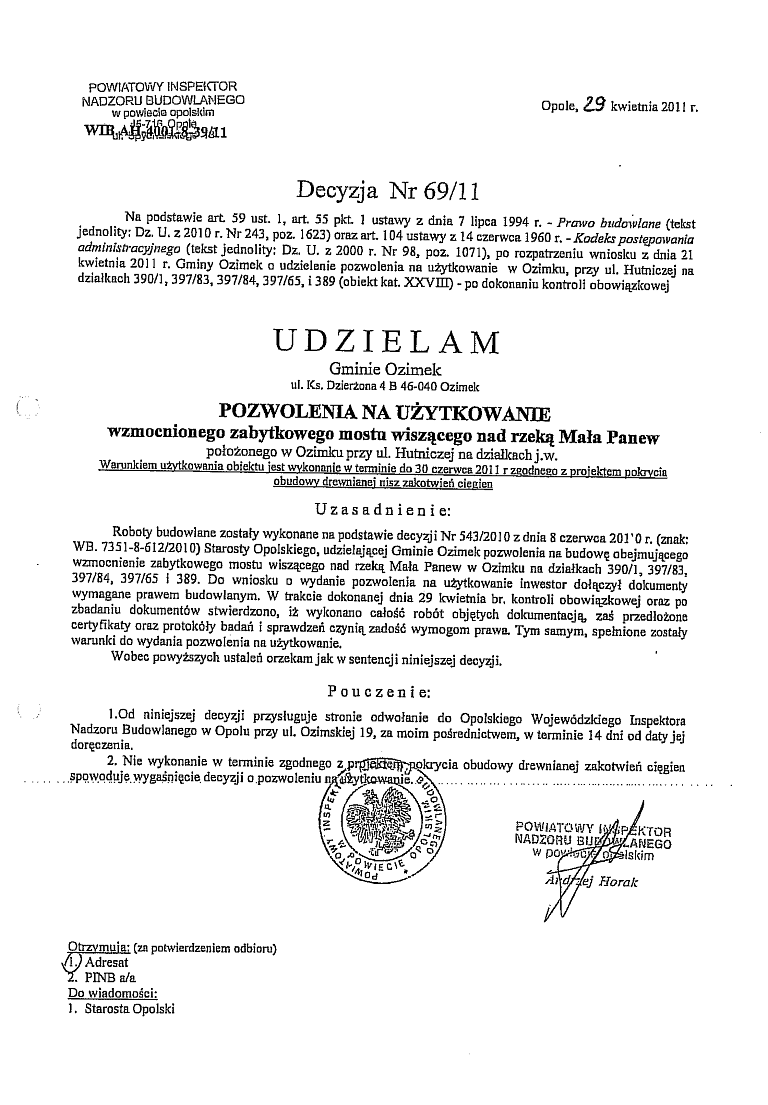 POWIATOWY INSPEKTOR
NADZORU BUDOWLANEGO
w powiecie opolskim
45-716 Opole
WIB.AH-4001-8-39/11
Opole, 29 kwietnia 2011 r.
Decyzja Nr 69/11
Na podstawie art. 59 ust. 1, art. 55 pkt. 1 ustawy z dnia 7 lipca 1994 r. - Prawo budowlane (tekst
jednolity: Dz. U. z 2010 r. Nr 243, poz. 1623) oraz art. 104 ustawy z 14 czerwca 1960 r. - Kodeks postępowania
administracyjnego (tekst jednolity: Dz. U. z 2000 r. Nr 98, poz. 1071), po rozpatrzeniu wniosku z dnia 21
kwietnia 2011 r. Gminy Ozimek o udzielenie pozwolenia na użytkowanie w Ozimku, przy ul. Hutniczej na
działkach 390/1, 397/83, 397/84, 397/65, i 389 (obiekt kat. XXVIII) - po dokonaniu kontroli obowiązkowej
UDZIELAM
Gminie Ozimek
ul. Ks. Dzierżona 4 B 46-040 Ozimek
POZWOLENIA NA UŻYTKOWANIE
wzmocnionego zabytkowego mostu wiszącego nad rzeką Mała Panew
położonego w Ozimku przy ul. Hutniczej na działkach j.w.
Warunkiem użytkowania obiektu jest wykonanie w terminie do 30 czerwca 2011 r zgodnego z projektem pokrycia
obudowy drewnianej nisz zakotwień cięgien
Uzasadnienie:
Roboty budowlane zostały wykonane na podstawie decyzji Nr 543/2010 z dnia 8 czerwca 2010 r. (znak:
WB. 7351-8-612/2010) Starosty Opolskiego, udzielającej Gminie Ozimek pozwolenia na budowę obejmującego
wzmocnienie zabytkowego mostu wiszącego nad rzeką Mała Panew w Ozimku na działkach 390/1, 397/83,
397/84, 397/65 i 389. Do wniosku o wydanie pozwolenia na użytkowanie inwestor dołączył dokumenty
wymagane prawem budowlanym. W trakcie dokonanej dnia 29 kwietnia br. kontroli obowiązkowej oraz po
zbadaniu dokumentów stwierdzono, iż wykonano całość robót objętych dokumentacją, zaś przedłożone
certyfikaty oraz protokóły badań i sprawdzeń czynią zadość wymogom prawa. Tym samym, spełnione zostały
warunki do wydania pozwolenia na użytkowanie.
Wobec powyższych ustaleń orzekam jak w sentencji niniejszej decyzji.
Pouczenie:
1.Od niniejszej decyzji przysługuje stronie odwołanie do Opolskiego Wojewódzkiego Inspektora
Nadzoru Budowlanego w Opolu przy ul. Ozimskiej 19, za moim pośrednictwem, w terminie 14 dni od daty jej
doręczenia.
2. Nie wykonanie w terminie zgodnego z projektem pokrycia obudowy drewnianej zakotwień cięgien
spowoduje wygaśnięcie decyzji o pozwoleniu na użytkowanie.
POWIATOWY INSPEKTOR NADZORU BUDOWLANEGO
W POWIECIE OPOLSKIM
POWIATOWY INSPEKTOR
NADZORU BUDOWLANEGO
w powiecie opolskim
Andrzej Horak
Otrzymują: (za potwierdzeniem odbioru)
1. Adresat
2. PINB a/a
Do wiadomości:
1. Starosta Opolski